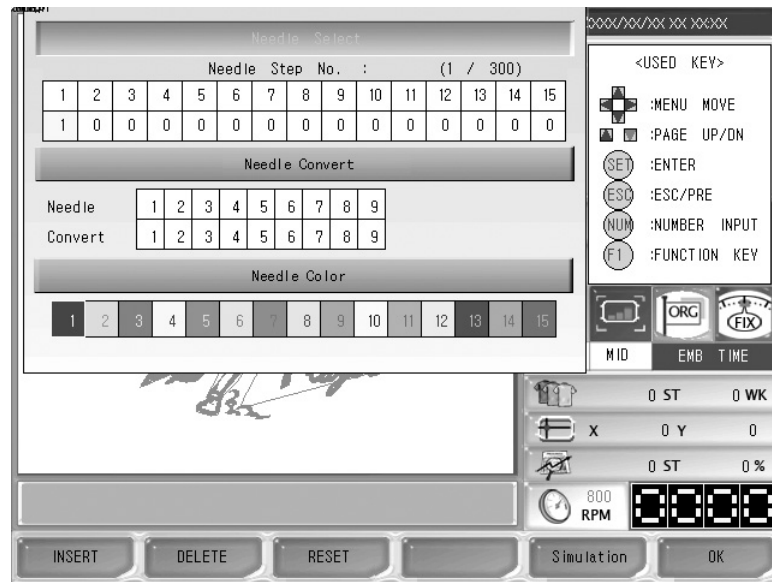 Needle Select
XXX/XX/XX XX XX:XX
Needle Step No. : (1 / 300)
1 2 3 4 5 6 7 8 9 10 11 12 13 14 15
1 0 0 0 0 0 0 0 0 0 0 0 0 0 0
Needle Convert
Needle 1 2 3 4 5 6 7 8 9
Convert 1 2 3 4 5 6 7 8 9
Needle Color
1 2 3 4 5 6 7 8 9 10 11 12 13 14 15
<USED KEY>
:MENU MOVE
:PAGE UP/DN
SET :ENTER
ESC :ESC/PRE
NUM :NUMBER INPUT
F1 :FUNCTION KEY
ORG FIX
MID EMB TIME
0 ST 0 WK
X 0 Y 0
0 ST 0 %
800
RPM
INSERT DELETE RESET Simulation OK